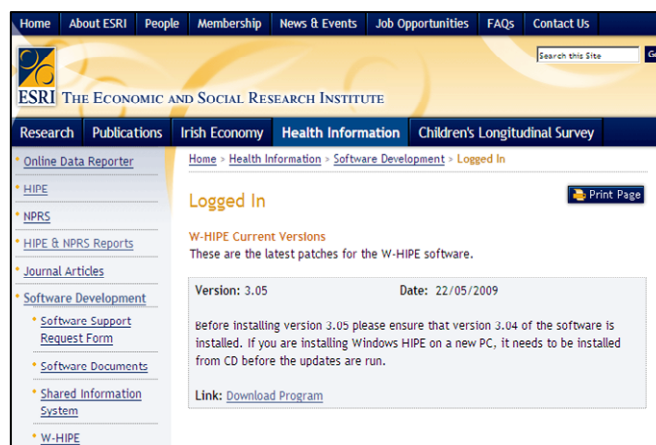 Home About ESRI People Membership News & Events Job Opportunities FAQs Contact Us
Search this Site
ESRI THE ECONOMIC AND SOCIAL RESEARCH INSTITUTE
Research Publications Irish Economy Health Information Children's Longitudinal Survey
Online Data Reporter
HIPE
NPRS
HIPE & NPRS Reports
Journal Articles
Software Development
Software Support
Request Form
Software Documents
Shared Information
System
W-HIPE
Home > Health Information > Software Development > Logged In
Logged In
Print Page
W-HIPE Current Versions
These are the latest patches for the W-HIPE software.
Version: 3.05 Date: 22/05/2009
Before installing version 3.05 please ensure that version 3.04 of the software is
installed. If you are installing Windows HIPE on a new PC, it needs to be installed
from CD before the updates are run.
Link: Download Program